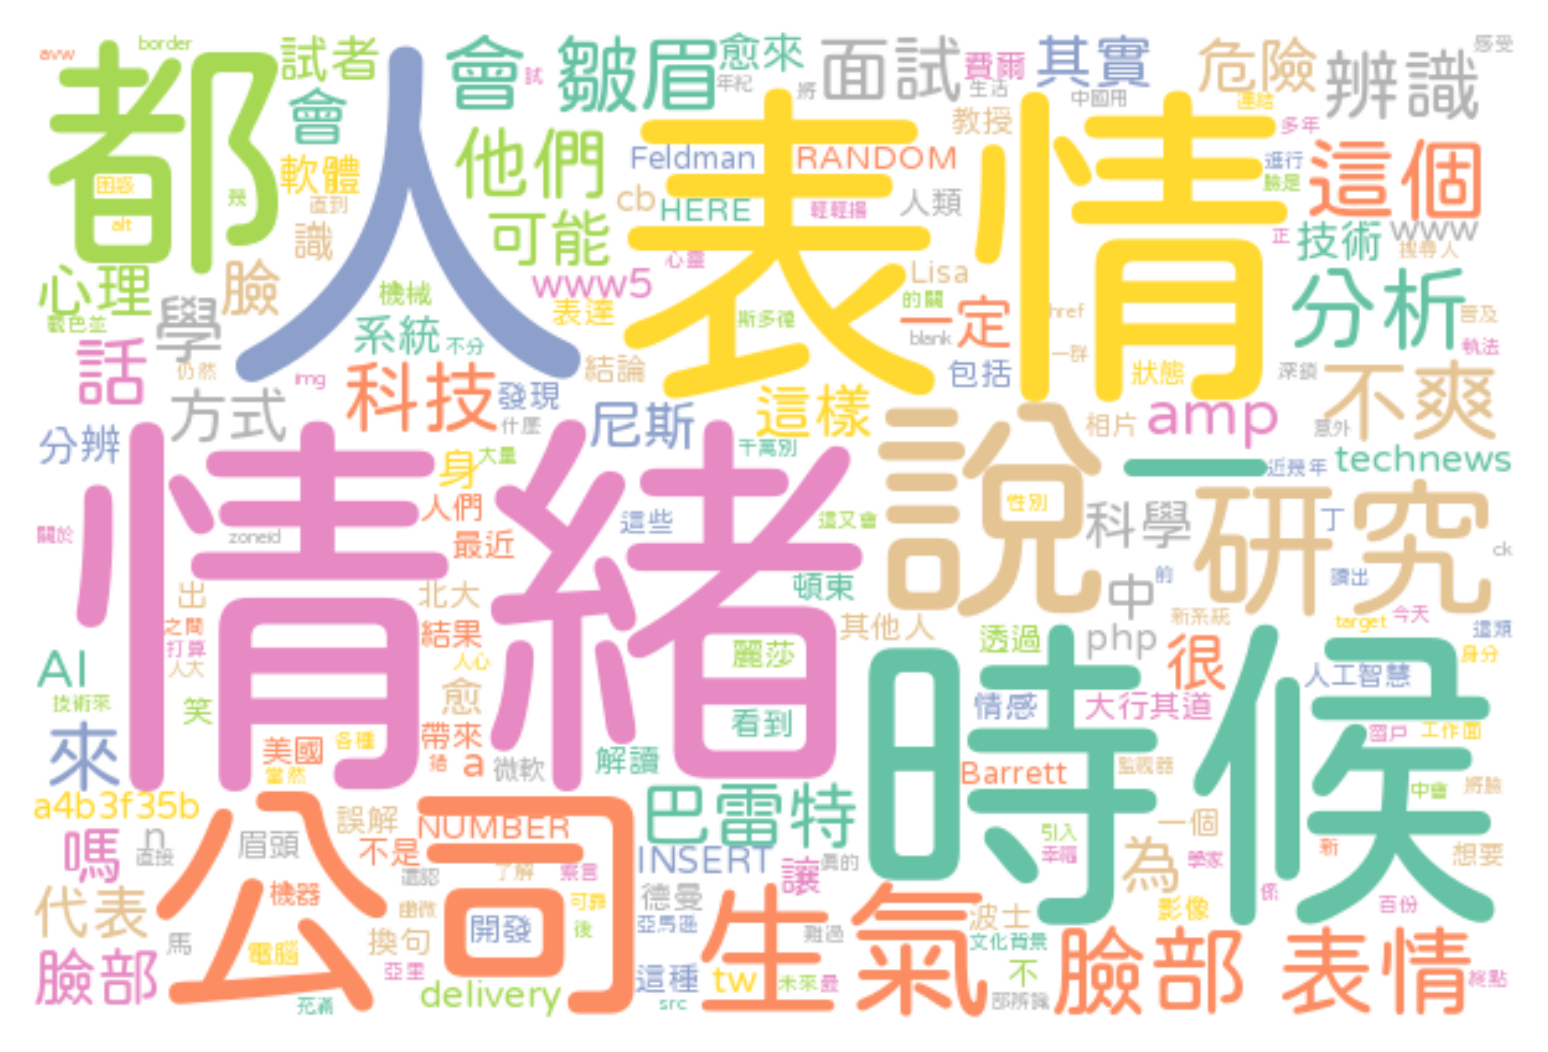 avw
border
試者
會
試
皺眉
愈來
年紀
面試
將
費爾
生活
其實
中國用
危險
連結
辨識
感受
都
會
人
他們
Feldman
RANDOM
教授
多年
表情
進行
臉是
這個
困惑
alt
幾
軟體
直到
識
可能
cb
HERE
輕輕揚
人類
正
技術
www
搜尋人
心理
臉
機械
www5
心靈
Lisa
的關
分析
觀色並
學
系統
不分
表達
斯多德
一定
blank
href
言及
執法
話
仍然
img
科技
發現
什麼
結論
包括
一群
狀態
深鎖
不爽
方式
尼斯
這樣
相片
amp
意外
分辨
身
大量
千萬別
說
一
近幾年
technews
情緒
人們
這些
這又會
性別
科學
研究
丁
關於
zoneid
最近
ck
出
北大
頓東
中
前
讀出
之間
打算
結果
其他人
新系統
target
今天
這類
AI
人大
人心
麗莎
透過
php
很
人工智慧
身分
技術來
笑
愈
看到
時候
情感
大行其道
窗戶
工作面
來
美國
各種
帶來
當然
a
微軟
解讀
Barrett
監視器
中會
將臉
a4b3f35b
公司
誤解
NUMBER
巴雷特
引入
一個
嗎
n
直接
眉頭
不是
還認
了解
察言
INSERT
讓
真的
幸福
為
學家
新
想要
代表
機器
幽微
開發
可靠
德曼
生氣
係
百份
馬
電腦
換句
後
亞馬遜
難過
波士
影像
文化背景
臉部
亞里
充滿
delivery
這種
src
tw
未來最
不
部辨識
臉部
表情
終點